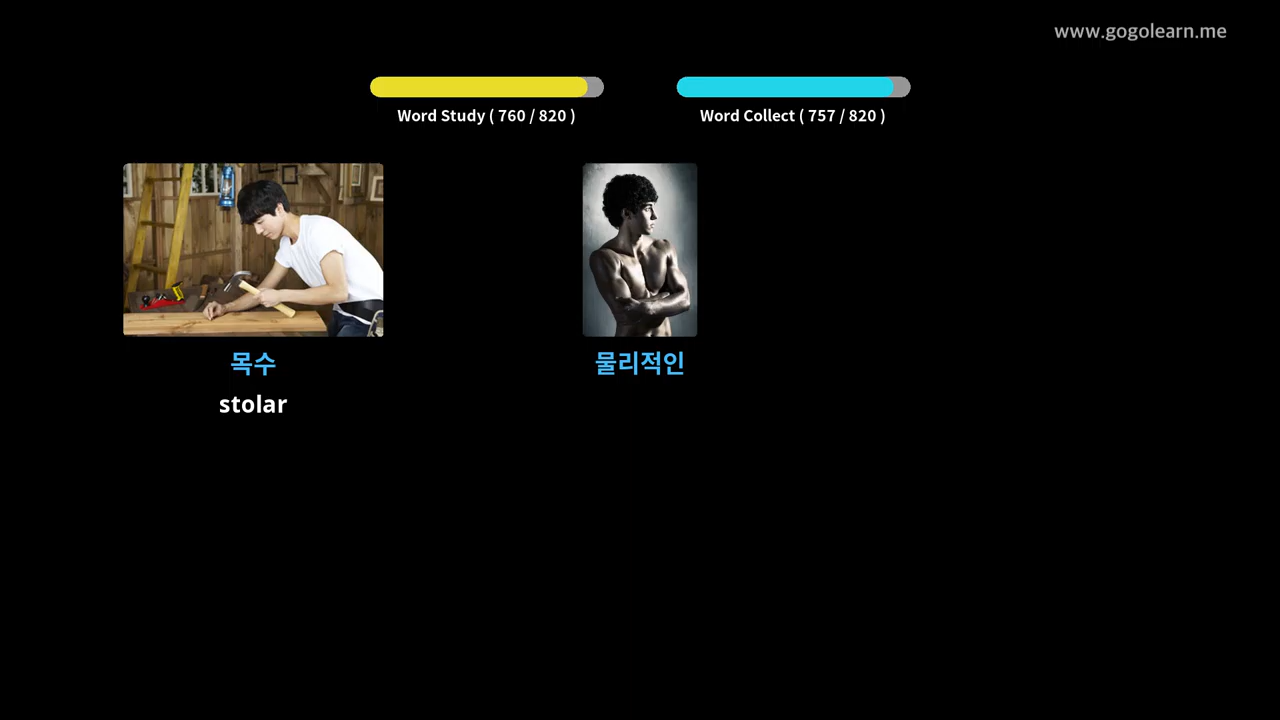 www.gogolearn.me
Word Study ( 760 / 820 )
Word Collect ( 757 / 820 )
목수
물리적인
stolar